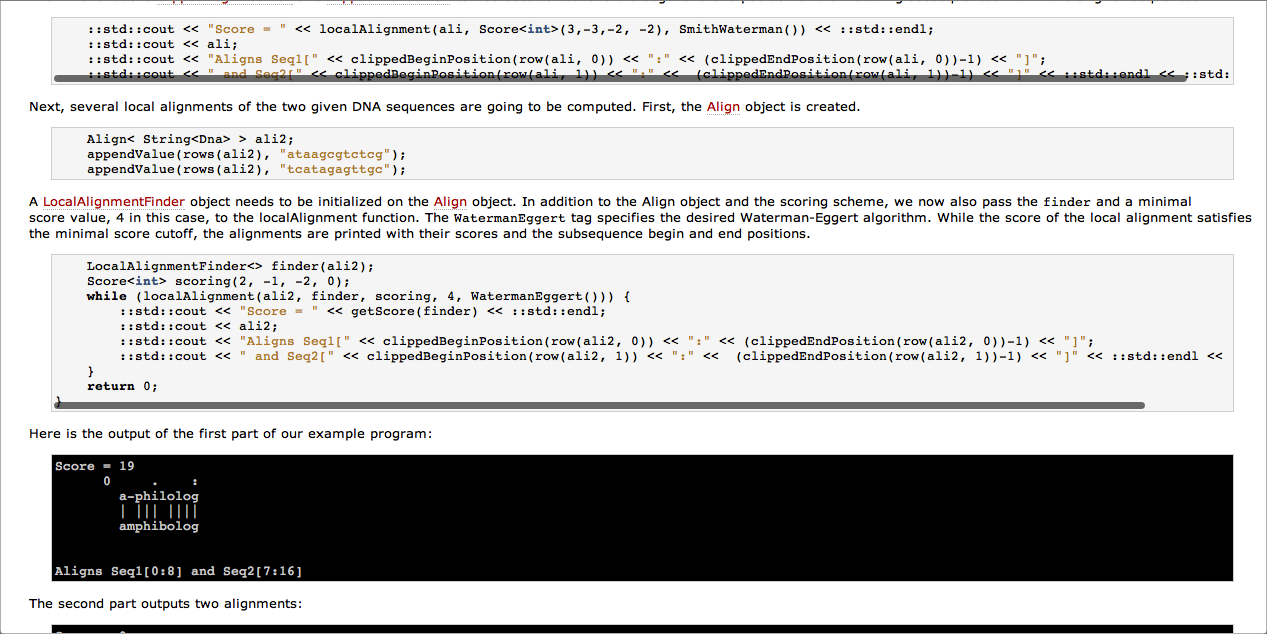 ::std::cout << "Score = " << localAlignment(ali, Score<int>(3,-3,-2, -2), SmithWaterman()) << ::std::endl;
::std::cout << ali;
::std::cout << "Aligns Seq1[" << clippedBeginPosition(row(ali, 0)) << ":" << (clippedEndPosition(row(ali, 0))-1) << "]";
::std::cout << " and Seq2[" << clippedBeginPosition(row(ali, 1)) << ":" <<  (clippedEndPosition(row(ali, 1))-1) << "]" << ::std::endl << ::std:
Next, several local alignments of the two given DNA sequences are going to be computed. First, the Align object is created.
Align< String<Dna> > ali2;
appendValue(rows(ali2), "ataagcgtctcg");
appendValue(rows(ali2), "tcatagagttgc");
A LocalAlignmentFinder object needs to be initialized on the Align object. In addition to the Align object and the scoring scheme, we now also pass the finder and a minimal
score value, 4 in this case, to the localAlignment function. The WatermanEggert tag specifies the desired Waterman-Eggert algorithm. While the score of the local alignment satisfies
the minimal score cutoff, the alignments are printed with their scores and the subsequence begin and end positions.
LocalAlignmentFinder<> finder(ali2);
Score<int> scoring(2, -1, -2, 0);
while (localAlignment(ali2, finder, scoring, 4, WatermanEggert())) {
::std::cout << "Score = " << getScore(finder) << ::std::endl;
::std::cout << ali2;
::std::cout << "Aligns Seq1[" << clippedBeginPosition(row(ali2, 0)) << ":" << (clippedEndPosition(row(ali2, 0))-1) << "]";
::std::cout << " and Seq2[" << clippedBeginPosition(row(ali2, 1)) << ":" <<  (clippedEndPosition(row(ali2, 1))-1) << "]" << ::std::endl <<
}
return 0;
}
Here is the output of the first part of our example program:
Score = 19
0     .    :
a-philolog
| ||| ||||
amphibolog
Aligns Seq1[0:8] and Seq2[7:16]
The second part outputs two alignments: